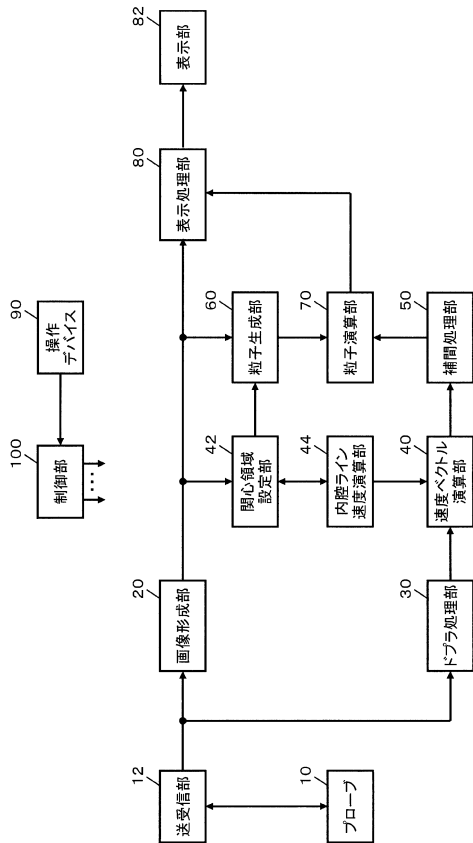 100
制御部
90
操作
デバイス
12
送受信部
20
画像形成部
80
表示処理部
82
表示部
42
関心領域
設定部
60
粒子生成部
10
プローブ
44
内腔ライン
速度演算部
70
粒子演算部
30
ドプラ処理部
40
速度ベクトル
演算部
50
補間処理部